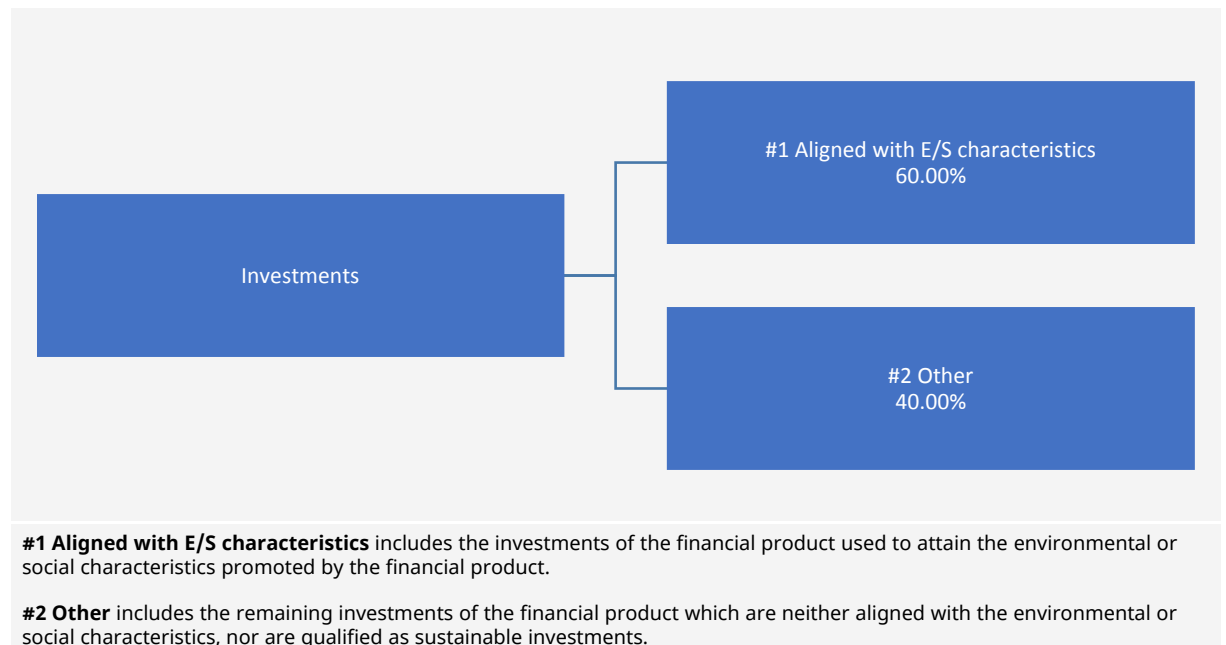 #1 Aligned with E/S characteristics
60.00%
Investments
#2 Other
40.00%
#1 Aligned with E/S characteristics includes the investments of the financial product used to attain the environmental or
social characteristics promoted by the financial product.
#2 Other includes the remaining investments of the financial product which are neither aligned with the environmental or
social characteristics, nor are qualified as sustainable investments.